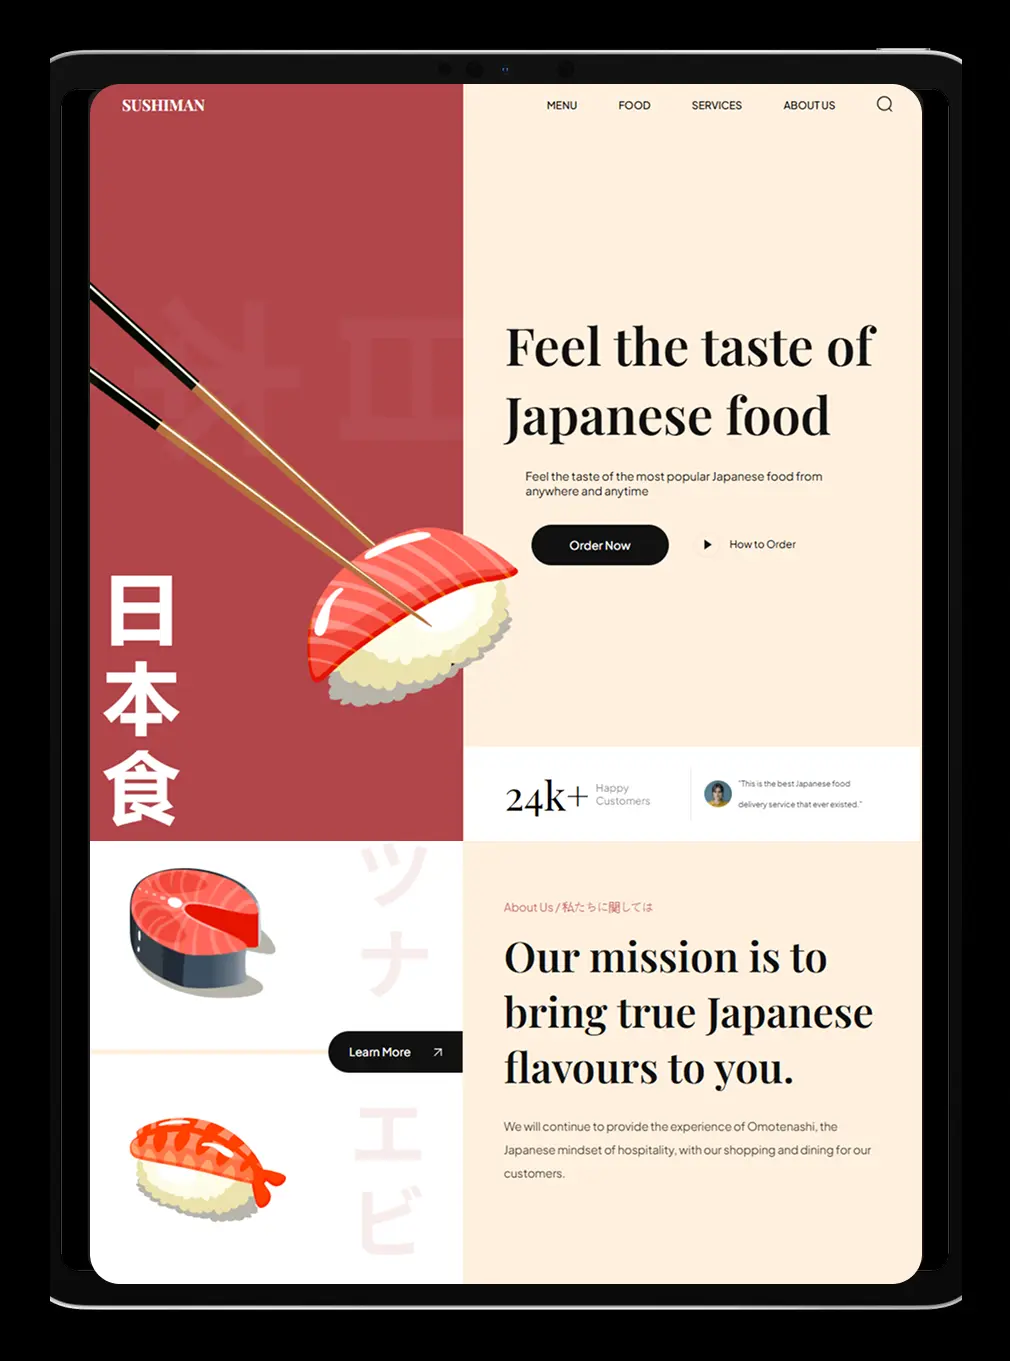 SUSHIMAN
MENU
FOOD
SERVICES
ABOUT US
Feel the taste of
Japanese food
Feel the taste of the most popular Japanese food from
anywhere and anytime
Order Now
How to Order
日
本
食
24k+
Happy
Customers
"This is the best Japanese food
delivery service that ever existed."
ツ
ナ
Learn More
エ
ビ
About Us / 私たちに関しては
Our mission is to
bring true Japanese
flavours to you.
We will continue to provide the experience of Omotenashi, the
Japanese mindset of hospitality, with our shopping and dining for our
customers.